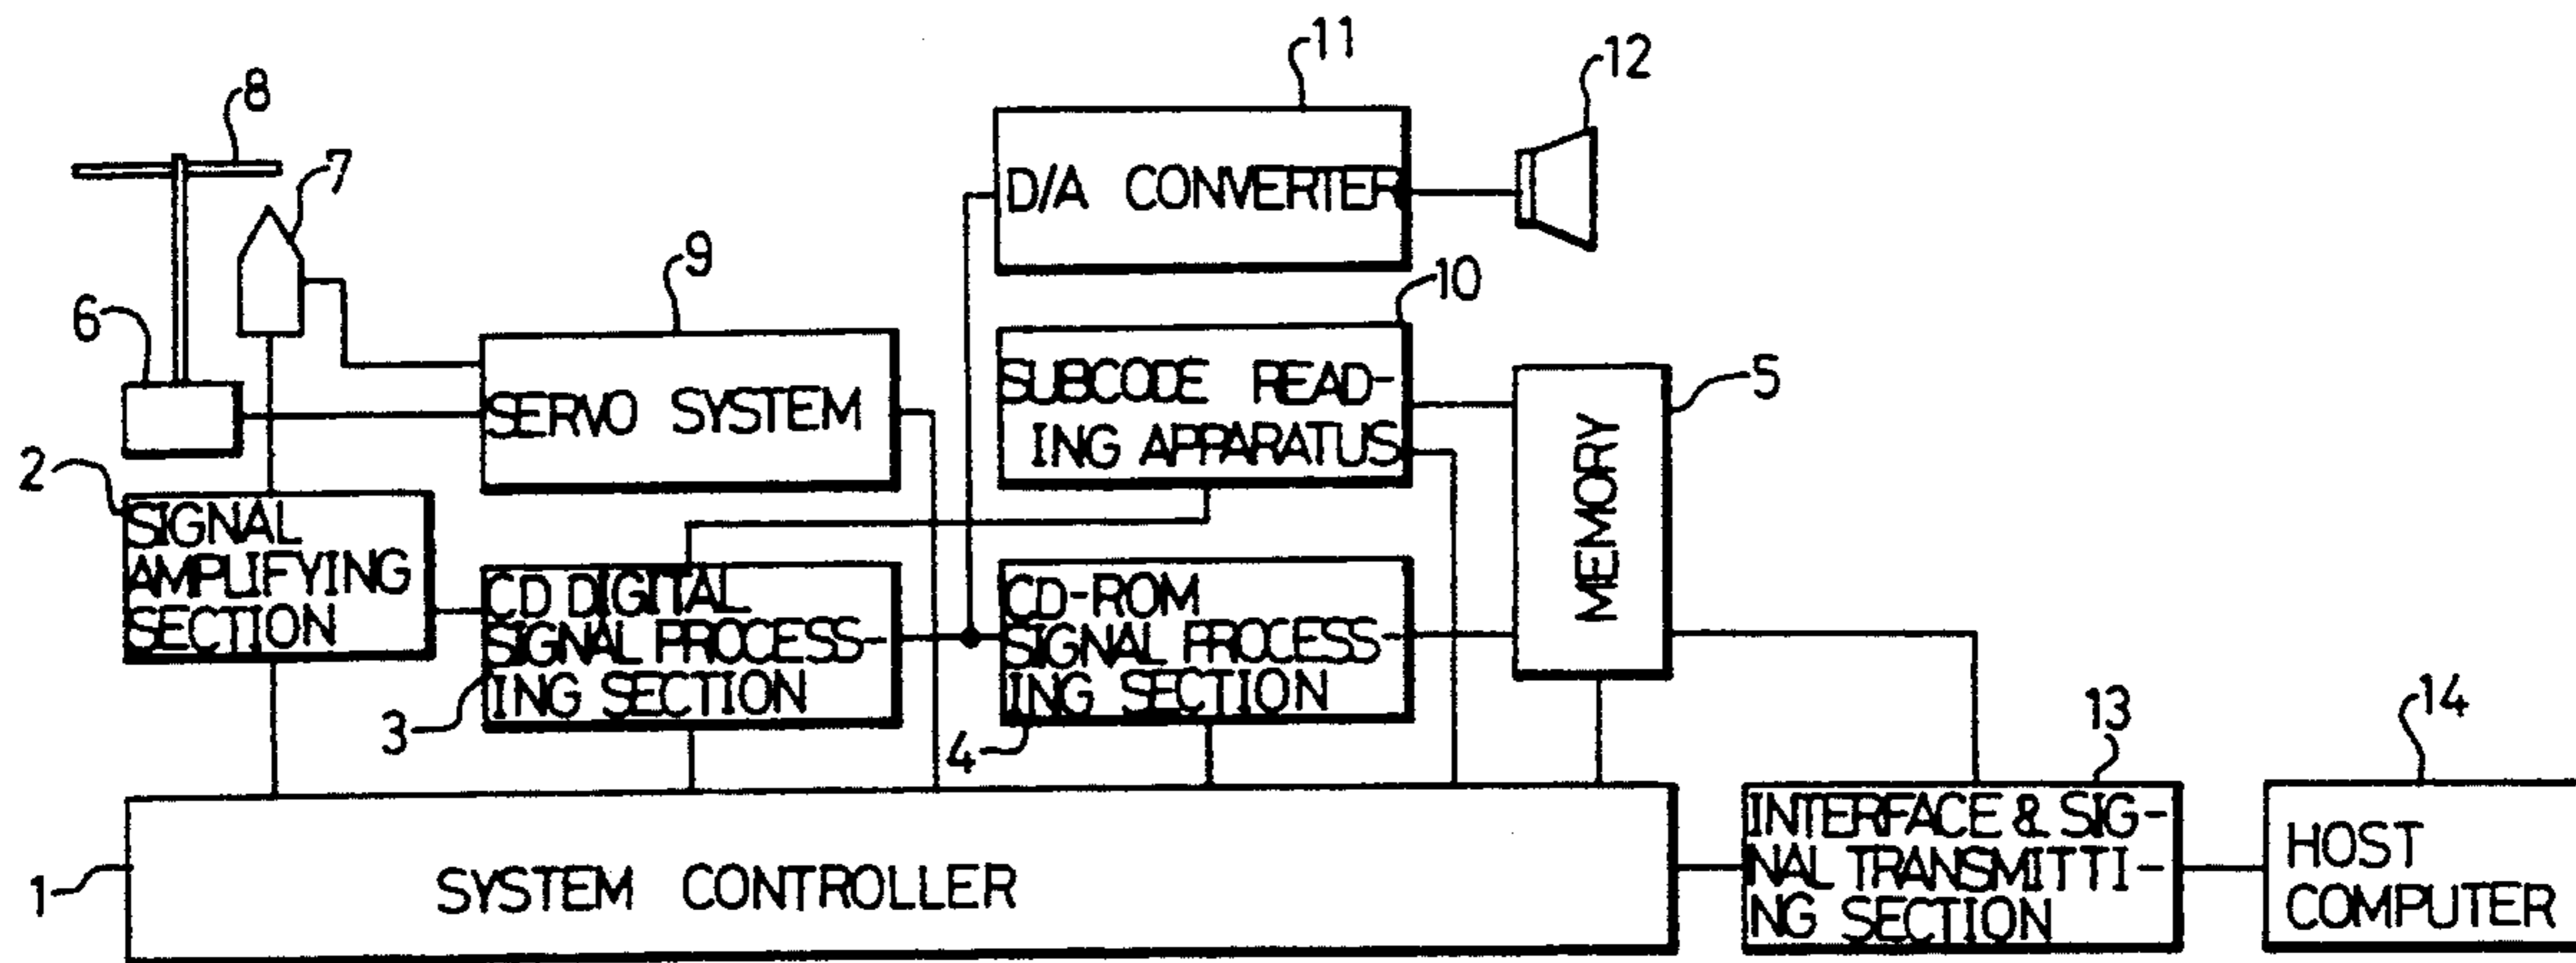 11
12
8
7
D/A CONVERTER
9
10
6
SUBCODE READ-
ING APPARATUS
5
SERVO SYSTEM
MEMORY
2
SIGNAL
AMPLIFYING
SECTION
CD DIGITAL
SIGNAL PROCESS-
ING SECTION
3
CD-ROM
SIGNAL PROCESS-
ING SECTION
4
13
14
1
SYSTEM CONTROLLER
INTERFACE & SIG-
NAL TRANSMITTI-
NG SECTION
HOST
COMPUTER